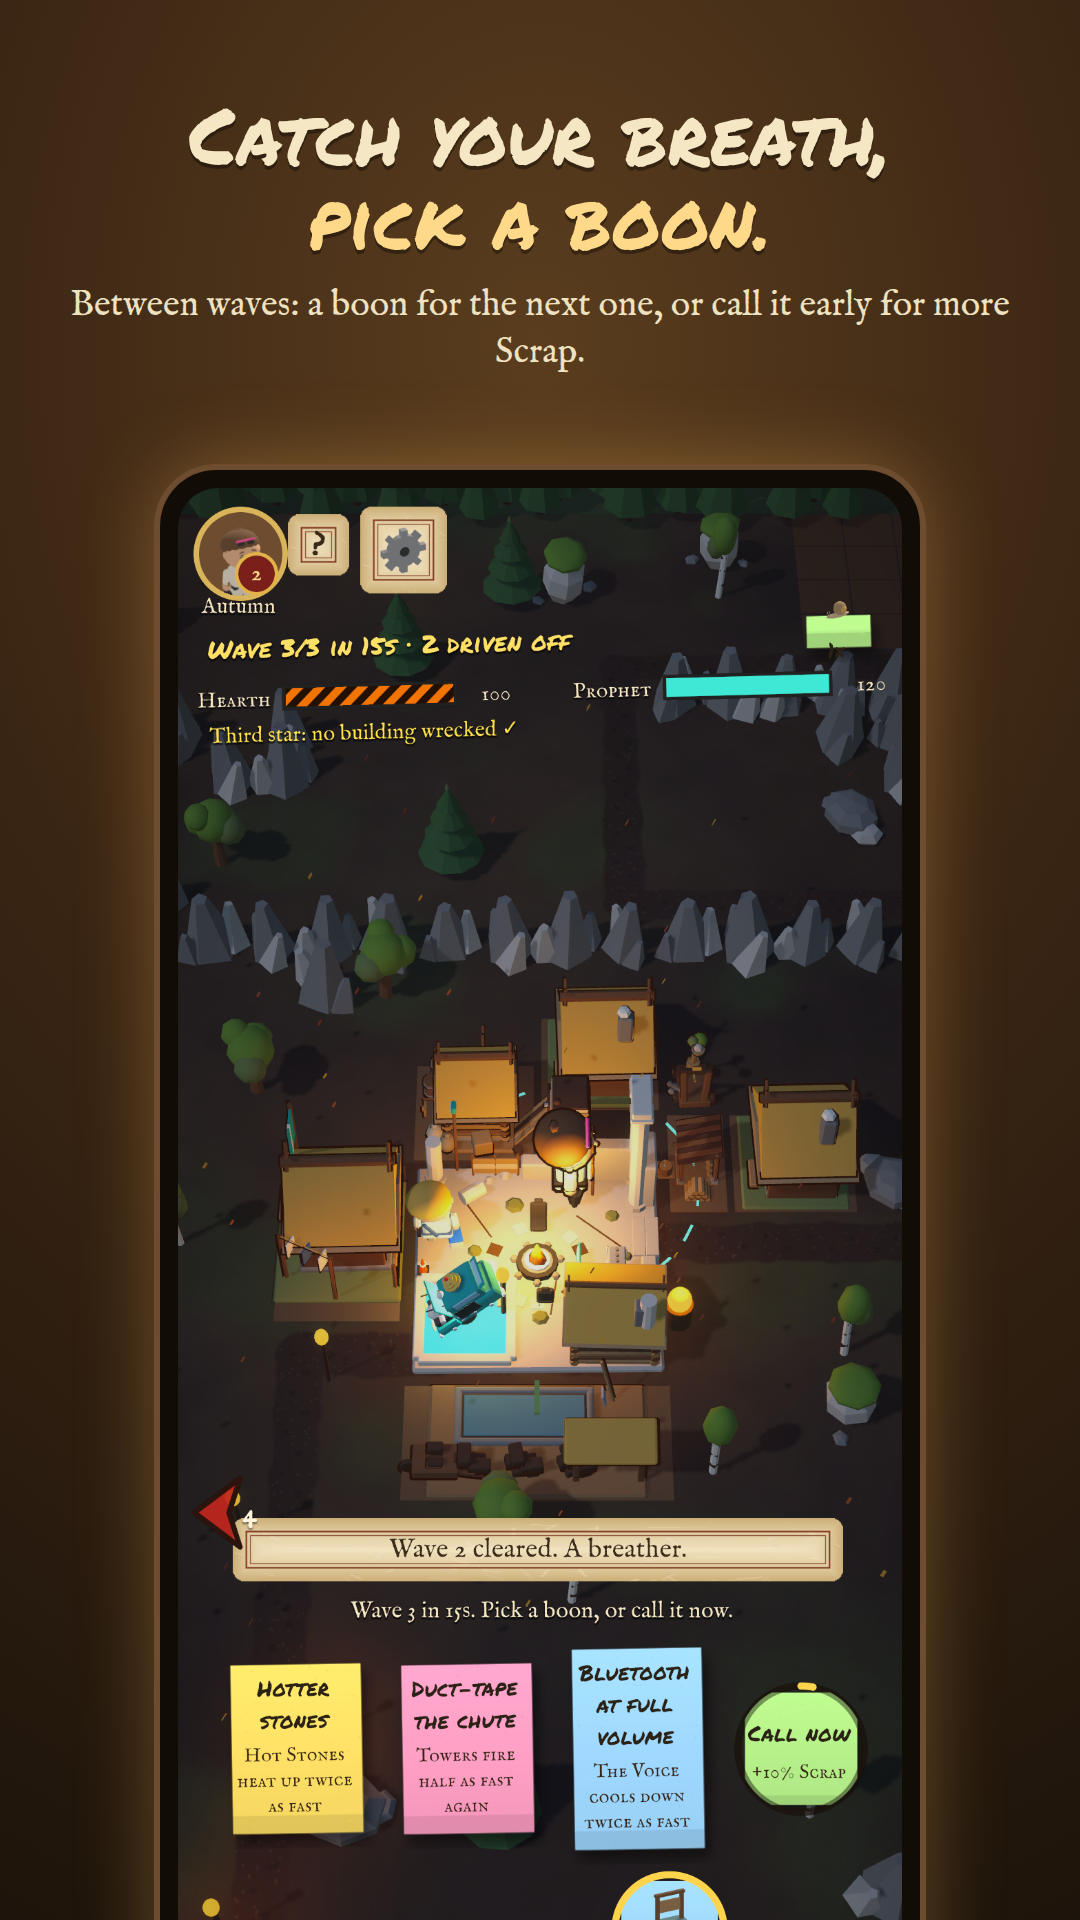 Catch your breath,
pick a boon.
Between waves: a boon for the next one, or call it early for more
Scrap.
?
2
Autumn
Wave 3/3 in 15s · 2 driven off
Hearth 100 Prophet 120
Third star: no building wrecked ✓
4
Wave 2 cleared. A breather.
Wave 3 in 15s. Pick a boon, or call it now.
Hotter
stones
Hot Stones
heat up twice
as fast
Duct-tape
the chute
Towers fire
half as fast
again
Bluetooth
at full
volume
The Voice
cools down
twice as fast
Call now
+10% Scrap